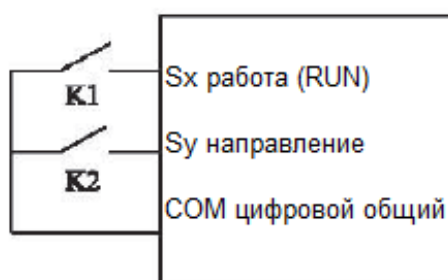 Sx работа (RUN)
K1
Sy направление
K2
COM цифровой общий